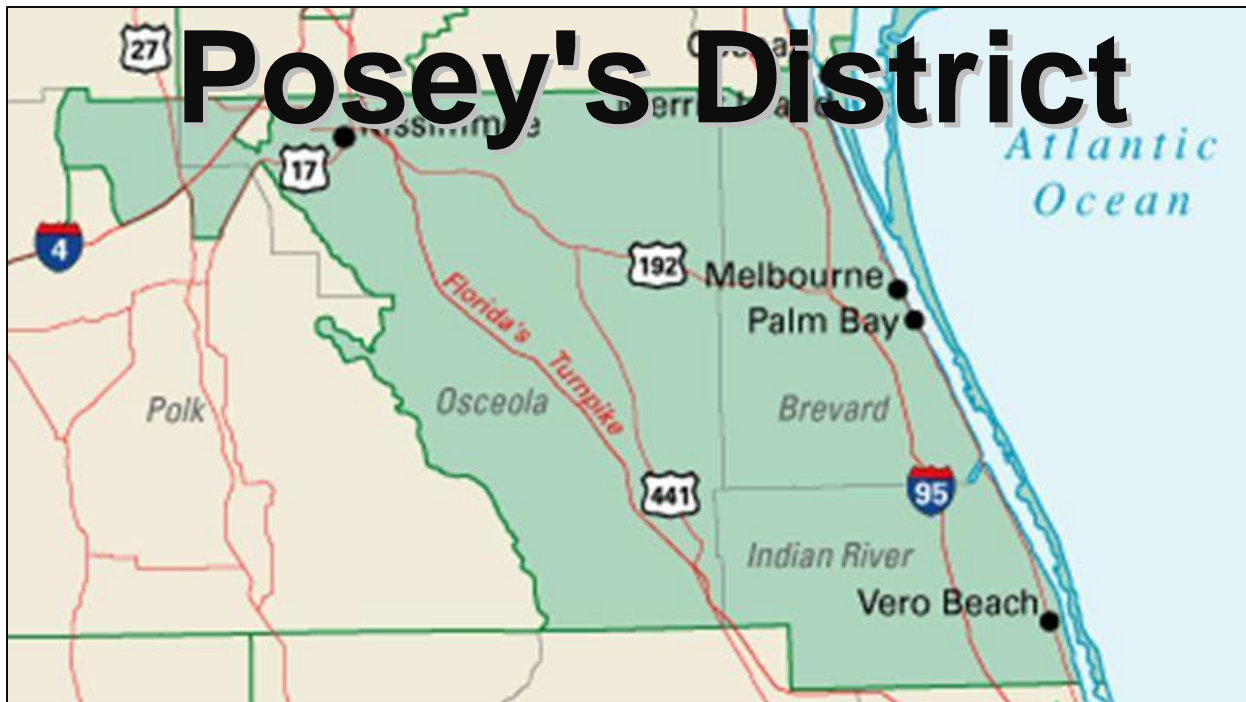 Posey's District
27
Kissimmee
17
Atlantic
Ocean
4
192
Melbourne
Palm Bay
Florida's
Turnpike
Polk
Osceola
Brevard
441
95
Indian River
Vero Beach